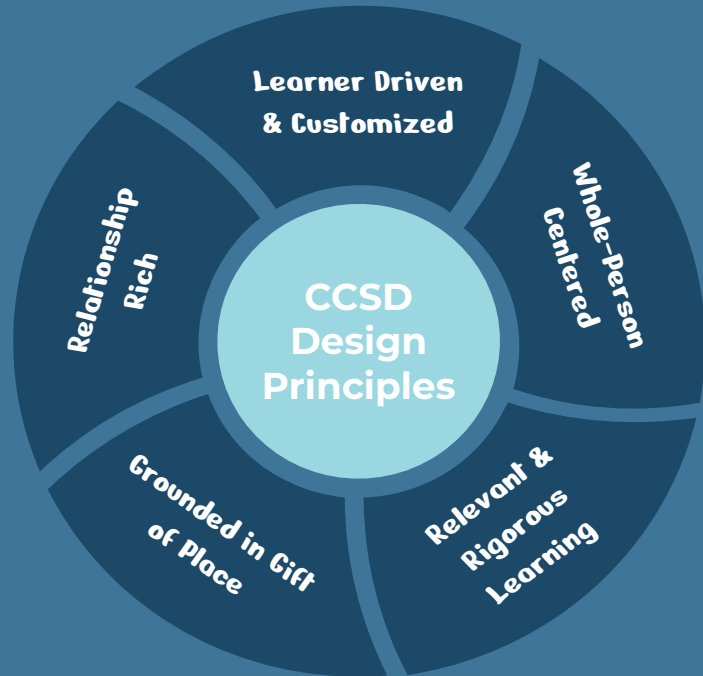 Learner Driven
& Customized
Whole-Person
Centered
Relevant &
Rigorous
Learning
Grounded in Gift
of Place
Relationship
Rich
CCSD
Design
Principles